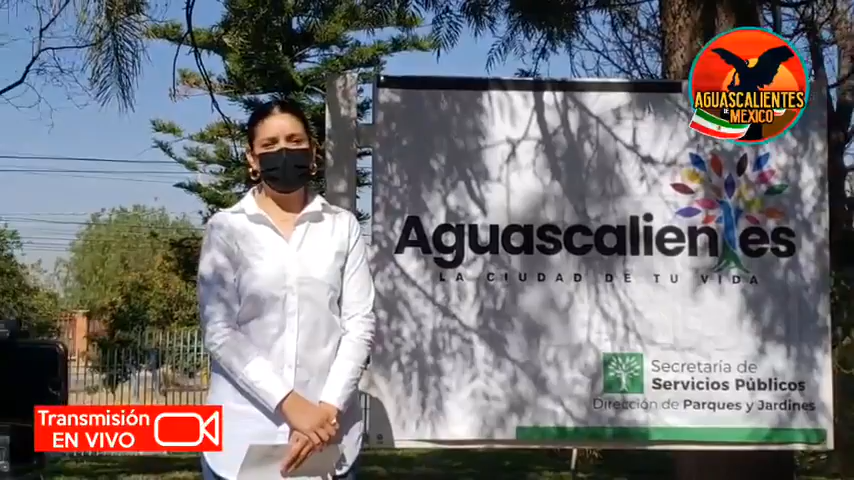 AGUASCALIENTES
DE
MÉXICO
Aguascalientes
LA CIUDAD DE TU VIDA
Secretaría de
Servicios Públicos
Dirección de Parques y Jardines
Transmisión
EN VIVO